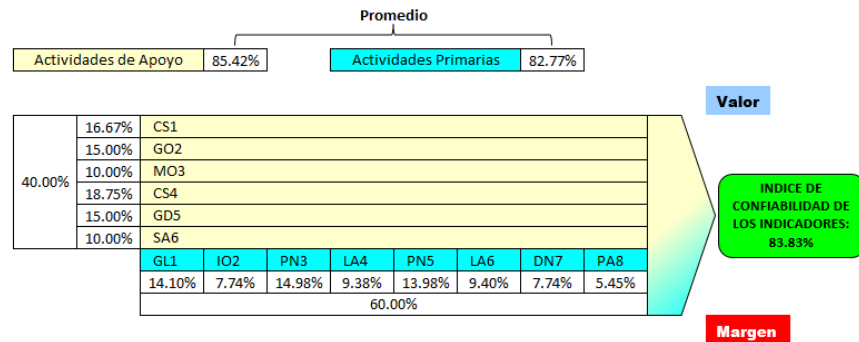 Promedio
Actividades de Apoyo 85.42% Actividades Primarias 82.77%
Valor
40.00%
16.67% CS1
15.00% GO2
10.00% MO3
18.75% CS4
15.00% GD5
10.00% SA6
INDICE DE
CONFIABILIDAD DE
LOS INDICADORES:
83.83%
GL1 IO2 PN3 LA4 PN5 LA6 DN7 PA8
14.10% 7.74% 14.98% 9.38% 13.98% 9.40% 7.74% 5.45%
60.00%
Margen